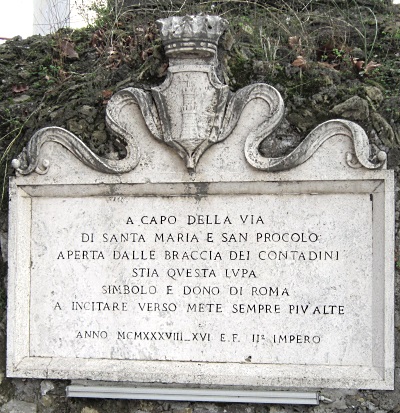 A CAPO DELLA VIA
DI SANTA MARIA E SAN PROCOLO
APERTA DALLE BRACCIA DEI CONTADINI
STIA QVESTA LVPA
SIMBOLO E DONO DI ROMA
A INCITARE VERSO METE SEMPRE PIV' ALTE
ANNO MCMXXXVIII_XVI E.F. IIº IMPERO